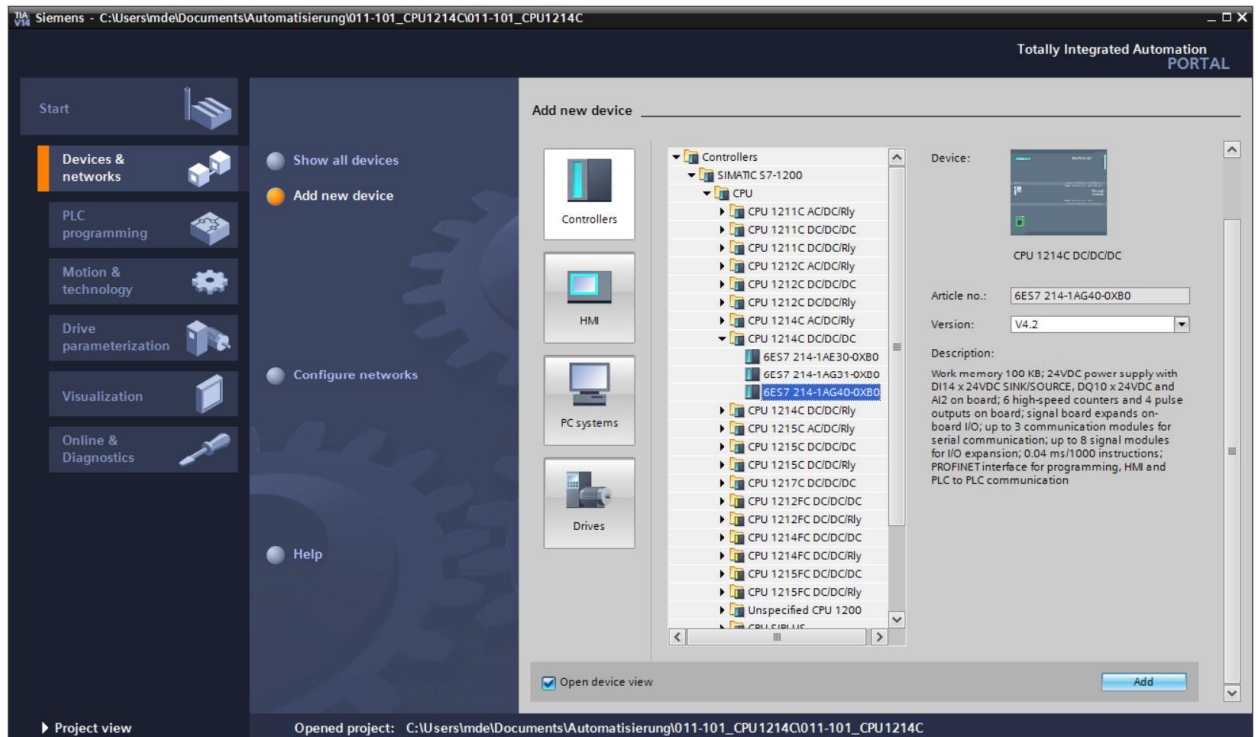 TIA V14 Siemens - C:\Users\mde\Documents\Automatisierung\011-101_CPU1214C\011-101_CPU1214C
Totally Integrated Automation
PORTAL
Start
Devices &
networks
PLC
programming
Motion &
technology
Drive
parameterization
Visualization
Online &
Diagnostics
Show all devices
Add new device
Configure networks
Help
Add new device
Controllers
HMI
PC systems
Drives
Controllers
SIMATIC S7-1200
CPU
CPU 1211C AC/DC/Rly
CPU 1211C DC/DC/DC
CPU 1211C DC/DC/Rly
CPU 1212C AC/DC/Rly
CPU 1212C DC/DC/DC
CPU 1212C DC/DC/Rly
CPU 1214C AC/DC/Rly
CPU 1214C DC/DC/DC
6ES7 214-1AE30-0XB0
6ES7 214-1AG31-0XB0
6ES7 214-1AG40-0XB0
CPU 1214C DC/DC/Rly
CPU 1215C AC/DC/Rly
CPU 1215C DC/DC/DC
CPU 1215C DC/DC/Rly
CPU 1217C DC/DC/DC
CPU 1212FC DC/DC/DC
CPU 1212FC DC/DC/Rly
CPU 1214FC DC/DC/DC
CPU 1214FC DC/DC/Rly
CPU 1215FC DC/DC/DC
CPU 1215FC DC/DC/Rly
Unspecified CPU 1200
CPU SIPLUS
Device:
CPU 1214C DC/DC/DC
Article no.: 6ES7 214-1AG40-0XB0
Version: V4.2
Description:
Work memory 100 KB; 24VDC power supply with
DI14 x 24VDC SINK/SOURCE, DQ10 x 24VDC and
AI2 on board; 6 high-speed counters and 4 pulse
outputs on board; signal board expands on-
board I/O; up to 3 communication modules for
serial communication; up to 8 signal modules
for I/O expansion; 0.04 ms/1000 instructions;
PROFINET interface for programming, HMI and
PLC to PLC communication
Open device view
Add
Project view
Opened project: C:\Users\mde\Documents\Automatisierung\011-101_CPU1214C\011-101_CPU1214C